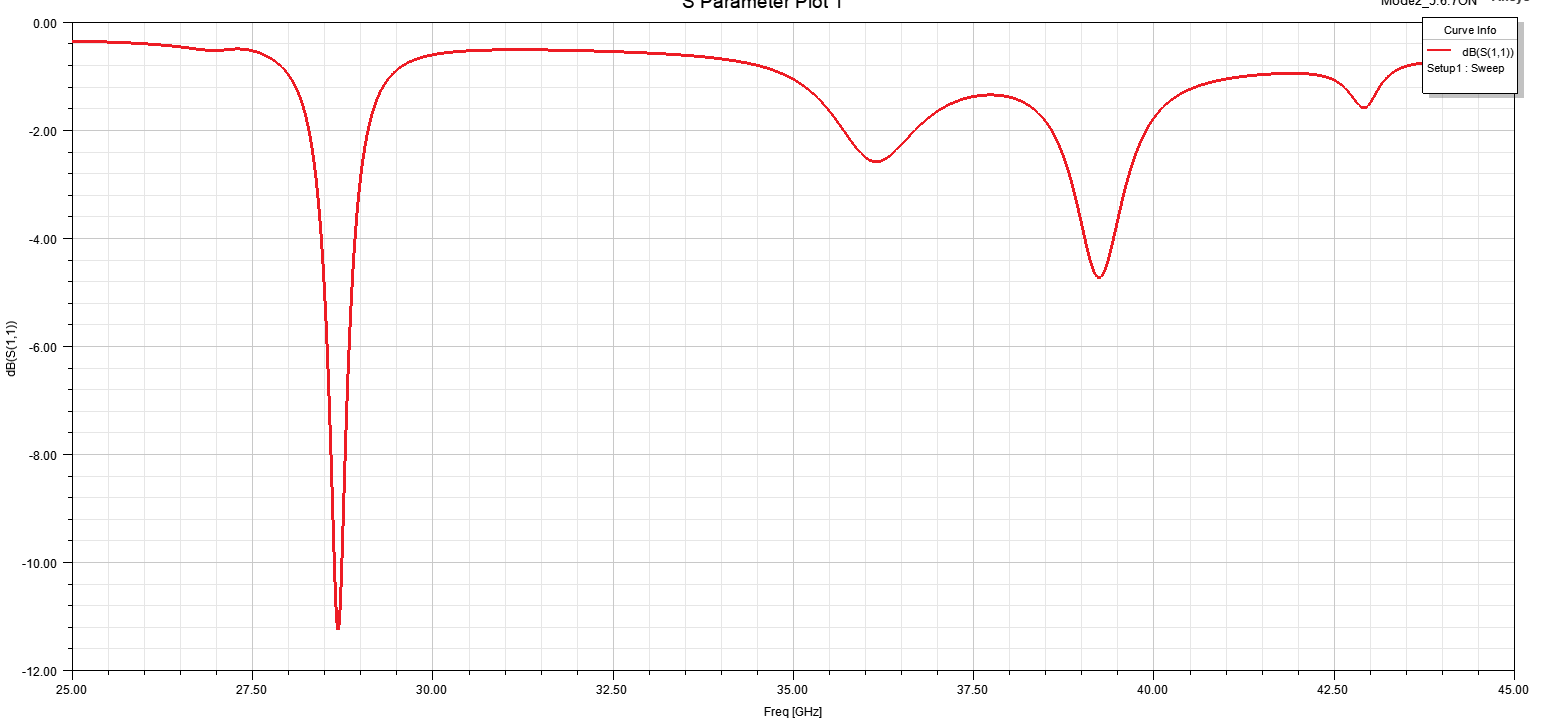 S Parameter Plot 1
Curve Info
dB(S(1,1))
Setup1 : Sweep
0.00
-2.00
-4.00
-6.00
-8.00
-10.00
-12.00
dB(S(1,1))
25.00 27.50 30.00 32.50 35.00 37.50 40.00 42.50 45.00
Freq [GHz]